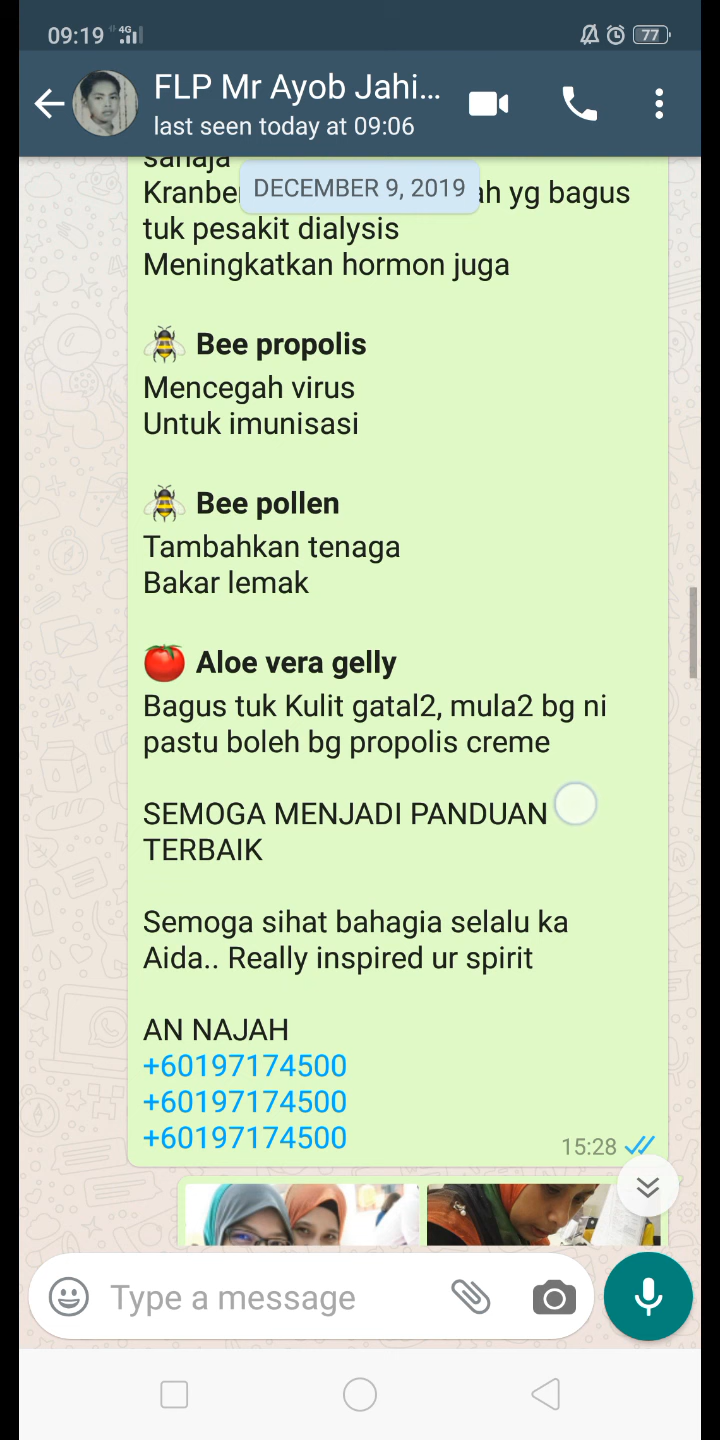 09:19 4G 77
FLP Mr Ayob Jahi...
last seen today at 09:06
sahaja
DECEMBER 9, 2019
ah yg bagus
tuk pesakit dialysis
Meningkatkan hormon juga
Bee propolis
Mencegah virus
Untuk imunisasi
Bee pollen
Tambahkan tenaga
Bakar lemak
Aloe vera gelly
Bagus tuk Kulit gatal2, mula2 bg ni
pastu boleh bg propolis creme
SEMOGA MENJADI PANDUAN
TERBAIK
Semoga sihat bahagia selalu ka
Aida.. Really inspired ur spirit
AN NAJAH
+60197174500
+60197174500
+60197174500
15:28
Type a message